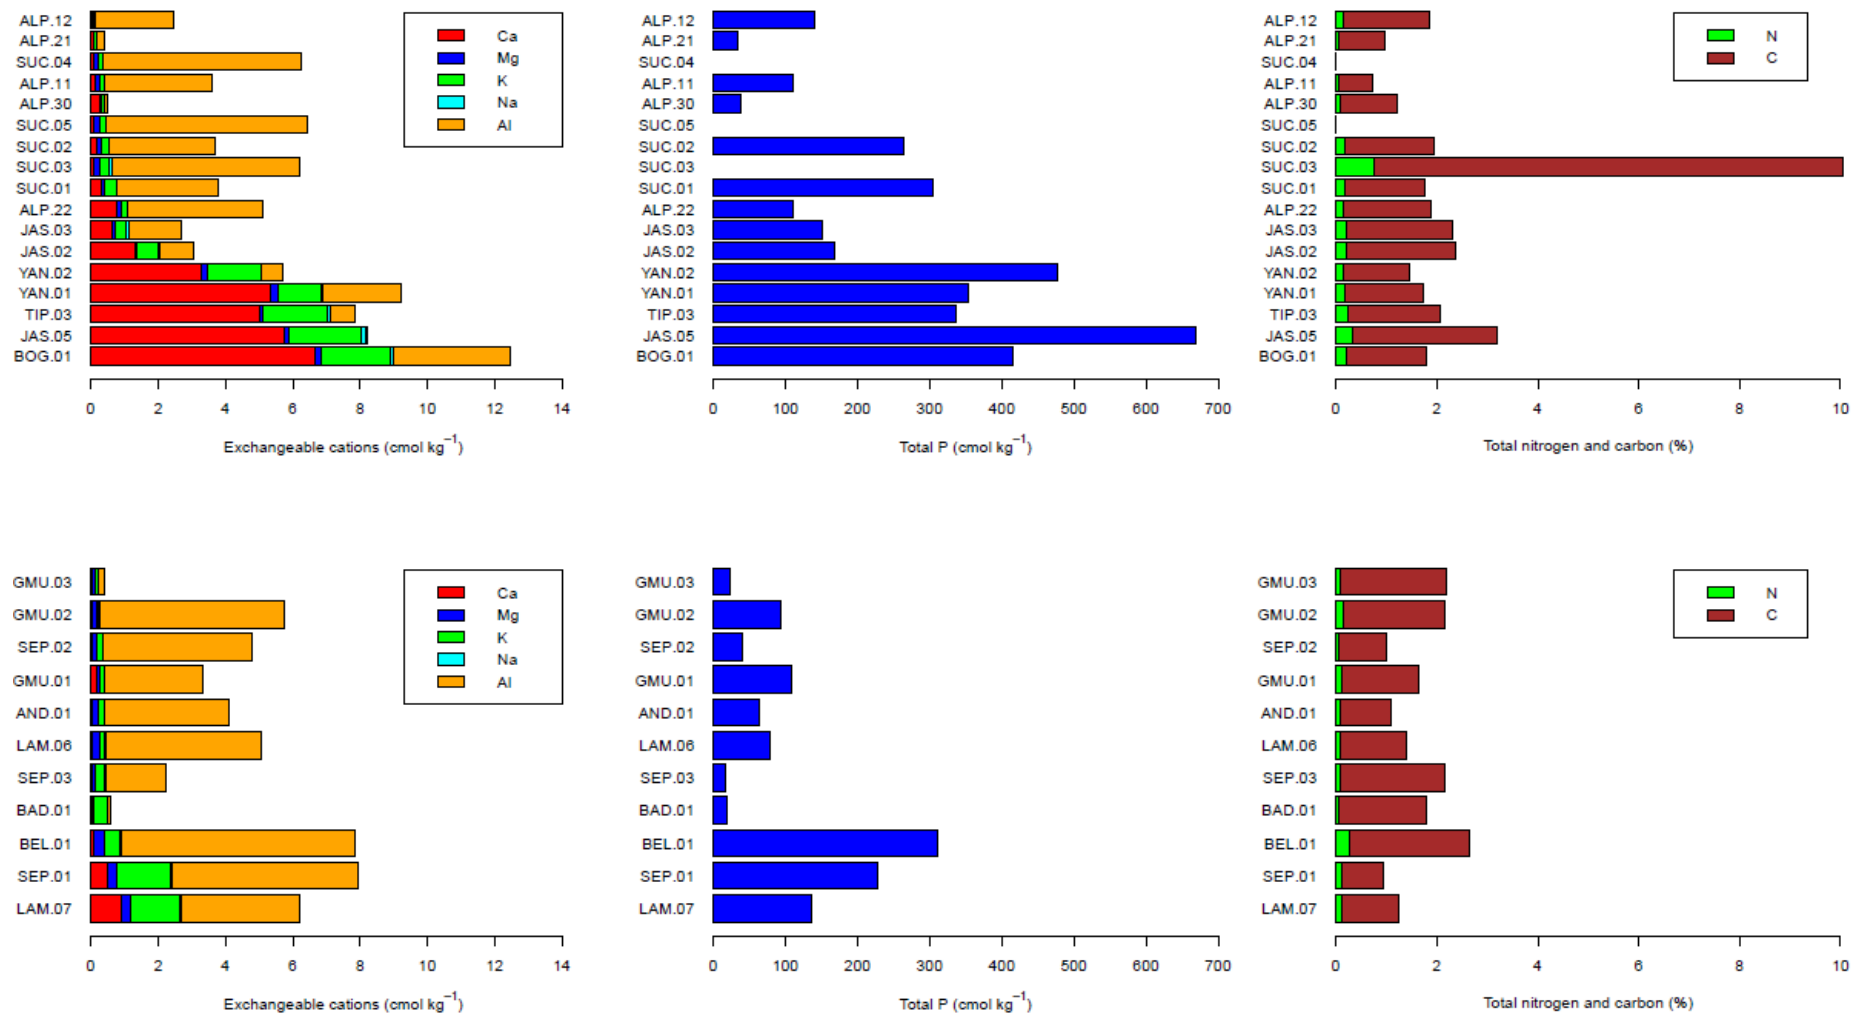 ALP.12
ALP.21
SUC.04
ALP.11
ALP.30
SUC.05
SUC.02
SUC.03
SUC.01
ALP.22
JAS.03
JAS.02
YAN.02
YAN.01
TIP.03
JAS.05
BOG.01
Ca
Mg
K
Na
Al
0 2 4 6 8 10 12 14
Exchangeable cations (cmol kg⁻¹)
ALP.12
ALP.21
SUC.04
ALP.11
ALP.30
SUC.05
SUC.02
SUC.03
SUC.01
ALP.22
JAS.03
JAS.02
YAN.02
YAN.01
TIP.03
JAS.05
BOG.01
0 100 200 300 400 500 600 700
Total P (cmol kg⁻¹)
ALP.12
ALP.21
SUC.04
ALP.11
ALP.30
SUC.05
SUC.02
SUC.03
SUC.01
ALP.22
JAS.03
JAS.02
YAN.02
YAN.01
TIP.03
JAS.05
BOG.01
N
C
0 2 4 6 8 10
Total nitrogen and carbon (%)
GMU.03
GMU.02
SEP.02
GMU.01
AND.01
LAM.06
SEP.03
BAD.01
BEL.01
SEP.01
LAM.07
Ca
Mg
K
Na
Al
0 2 4 6 8 10 12 14
Exchangeable cations (cmol kg⁻¹)
GMU.03
GMU.02
SEP.02
GMU.01
AND.01
LAM.06
SEP.03
BAD.01
BEL.01
SEP.01
LAM.07
0 100 200 300 400 500 600 700
Total P (cmol kg⁻¹)
GMU.03
GMU.02
SEP.02
GMU.01
AND.01
LAM.06
SEP.03
BAD.01
BEL.01
SEP.01
LAM.07
N
C
0 2 4 6 8 10
Total nitrogen and carbon (%)